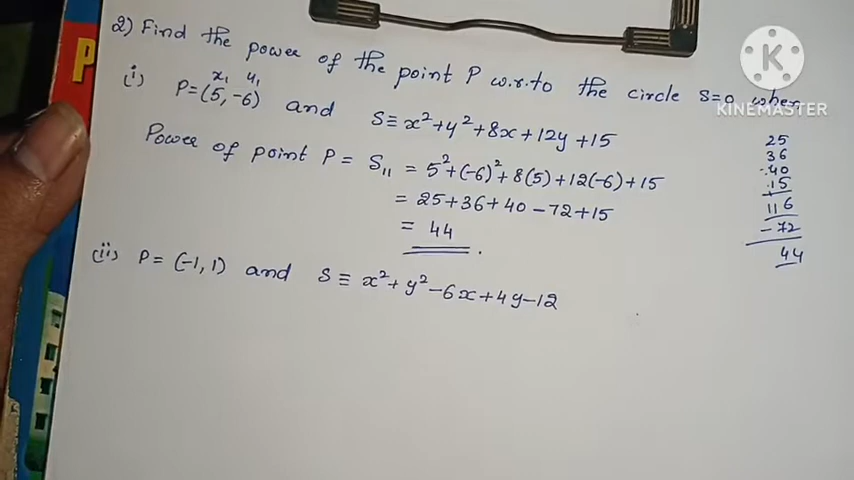 2) Find the power of the point P w.r.to the circle S=0 when
x₁ y₁
(i) P=(5,-6) and S≡x²+y²+8x+12y+15
Power of point P = S₁₁ = 5²+(-6)²+8(5)+12(-6)+15
= 25+36+40-72+15
= 44.
(ii) P=(-1,1) and S≡x²+y²-6x+4y-12
25
36
40
15
116
-72
44
K
KINEMASTER
P